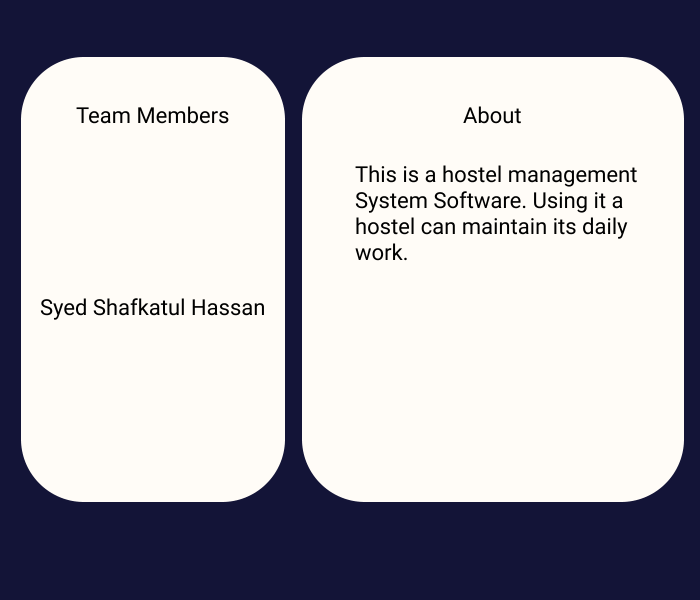 Team Members
Syed Shafkatul Hassan
About
This is a hostel management
System Software. Using it a
hostel can maintain its daily
work.